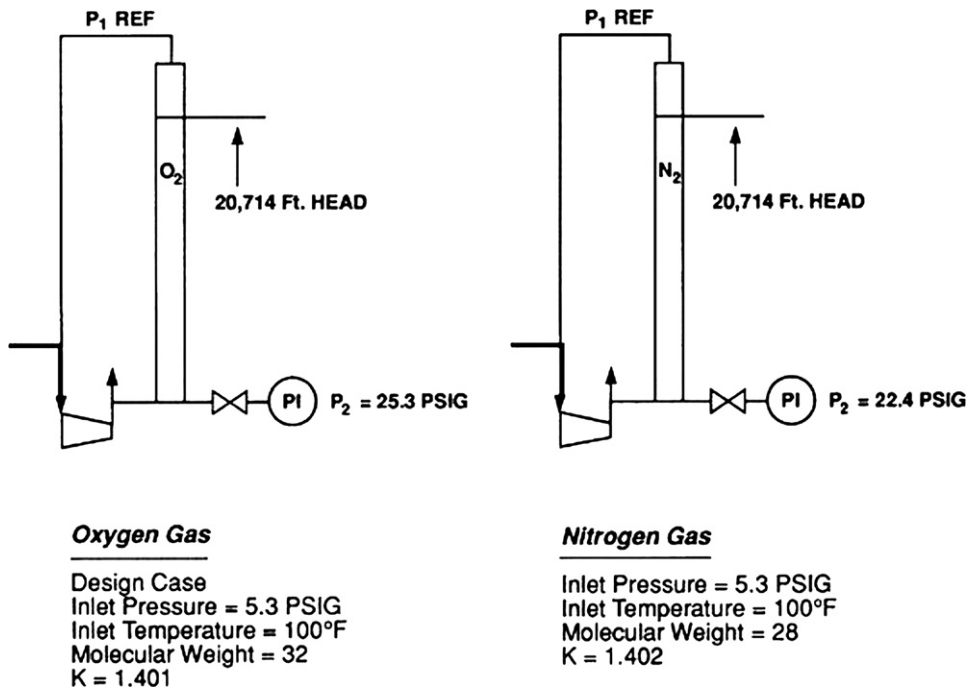 P1 REF
O2
20,714 Ft. HEAD
PI P2 = 25.3 PSIG
Oxygen Gas
Design Case
Inlet Pressure = 5.3 PSIG
Inlet Temperature = 100°F
Molecular Weight = 32
K = 1.401
P1 REF
N2
20,714 Ft. HEAD
PI P2 = 22.4 PSIG
Nitrogen Gas
Inlet Pressure = 5.3 PSIG
Inlet Temperature = 100°F
Molecular Weight = 28
K = 1.402